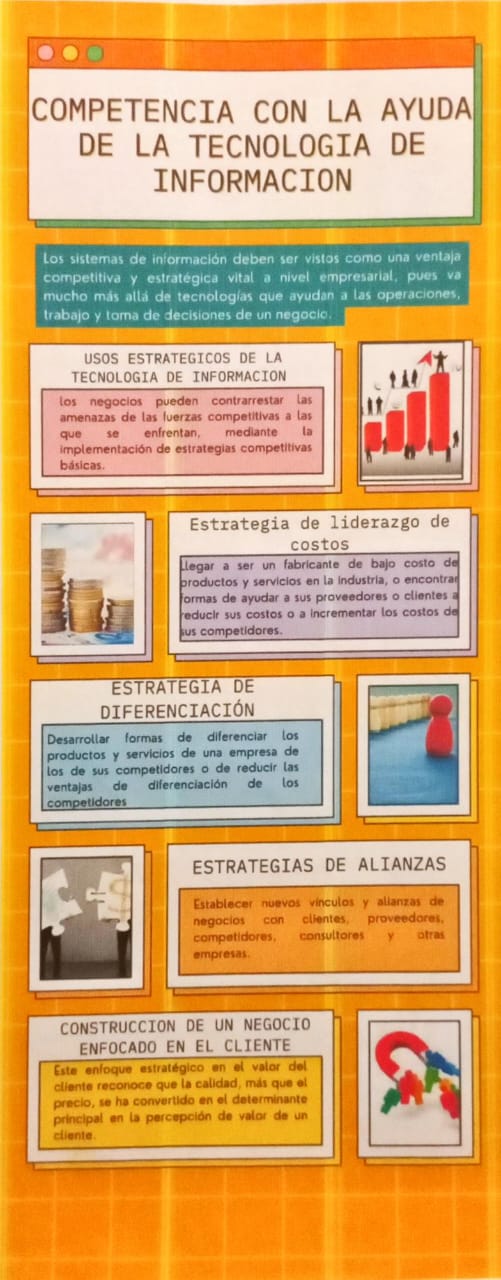 COMPETENCIA CON LA AYUDA
DE LA TECNOLOGIA DE
INFORMACION
Los sistemas de información deben ser vistos como una ventaja
competitiva y estratégica vital a nivel empresarial, pues va
mucho más allá de tecnologías que ayudan a las operaciones,
trabajo y toma de decisiones de un negocio.
USOS ESTRATEGICOS DE LA
TECNOLOGIA DE INFORMACION
los negocios pueden contrarrestar las
amenazas de las fuerzas competitivas a las
que se enfrentan, mediante la
implementación de estrategias competitivas
básicas.
Estrategia de liderazgo de
costos
Llegar a ser un fabricante de bajo costo de
productos y servicios en la industria, o encontrar
formas de ayudar a sus proveedores o clientes a
reducir sus costos o a incrementar los costos de
sus competidores.
ESTRATEGIA DE
DIFERENCIACIÓN
Desarrollar formas de diferenciar los
productos y servicios de una empresa de
los de sus competidores o de reducir las
ventajas de diferenciación de los
competidores
ESTRATEGIAS DE ALIANZAS
Establecer nuevos vínculos y alianzas de
negocios con clientes, proveedores,
competidores, consultores y otras
empresas.
CONSTRUCCION DE UN NEGOCIO
ENFOCADO EN EL CLIENTE
Este enfoque estratégico en el valor del
cliente reconoce que la calidad, más que el
precio, se ha convertido en el determinante
principal en la percepción de valor de un
cliente.